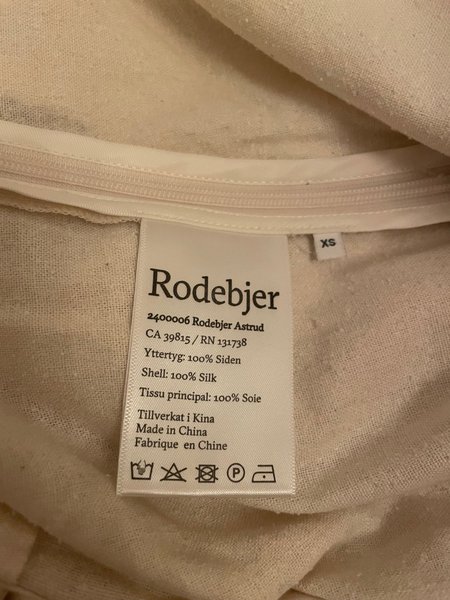 XS
Rodebjer
2400006 Rodebjer Astrud
CA 39815 / RN 131738
Yttertyg: 100% Siden
Shell: 100% Silk
Tissu principal: 100% Soie
Tillverkat i Kina
Made in China
Fabrique en Chine
P